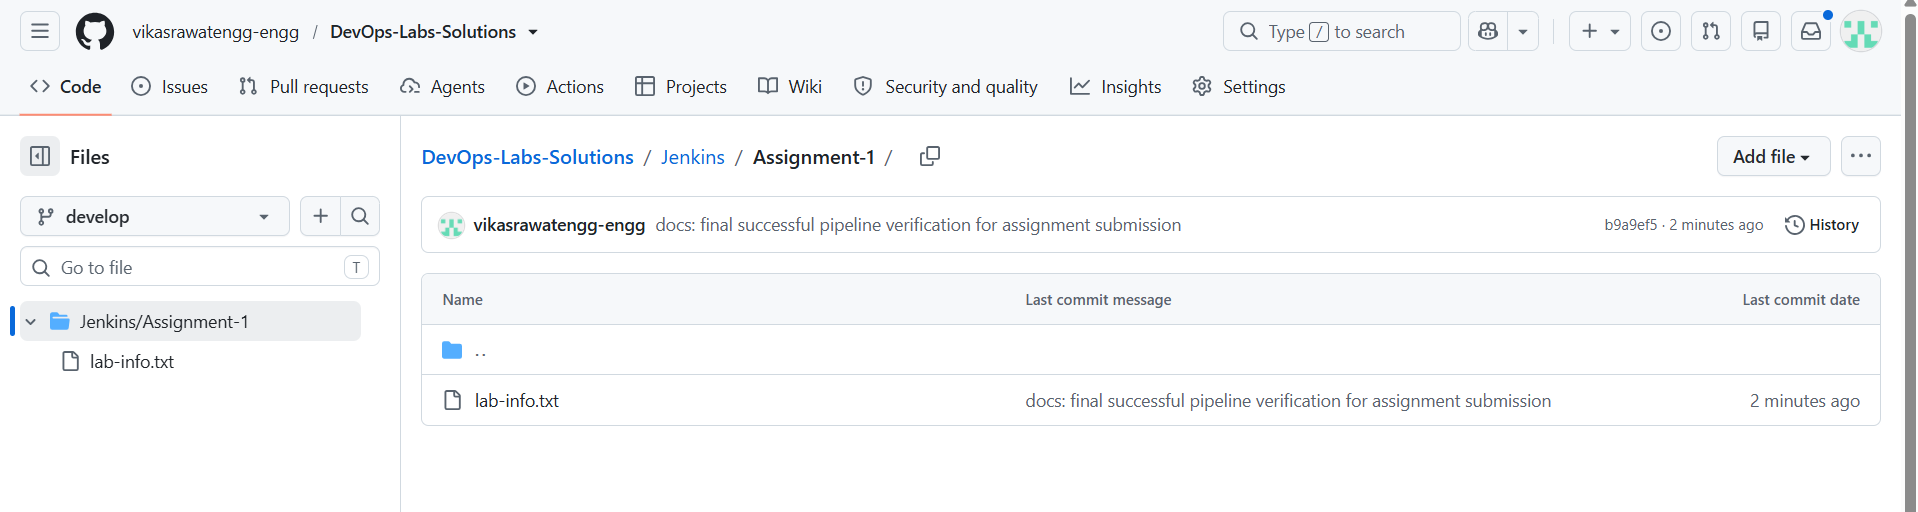 vikasrawatengg-engg / DevOps-Labs-Solutions
Type / to search
Code Issues Pull requests Agents Actions Projects Wiki Security and quality Insights Settings
Files
develop
Go to file T
Jenkins/Assignment-1
lab-info.txt
DevOps-Labs-Solutions / Jenkins / Assignment-1 /
Add file
vikasrawatengg-engg docs: final successful pipeline verification for assignment submission b9a9ef5 · 2 minutes ago History
Name Last commit message Last commit date
..
lab-info.txt docs: final successful pipeline verification for assignment submission 2 minutes ago